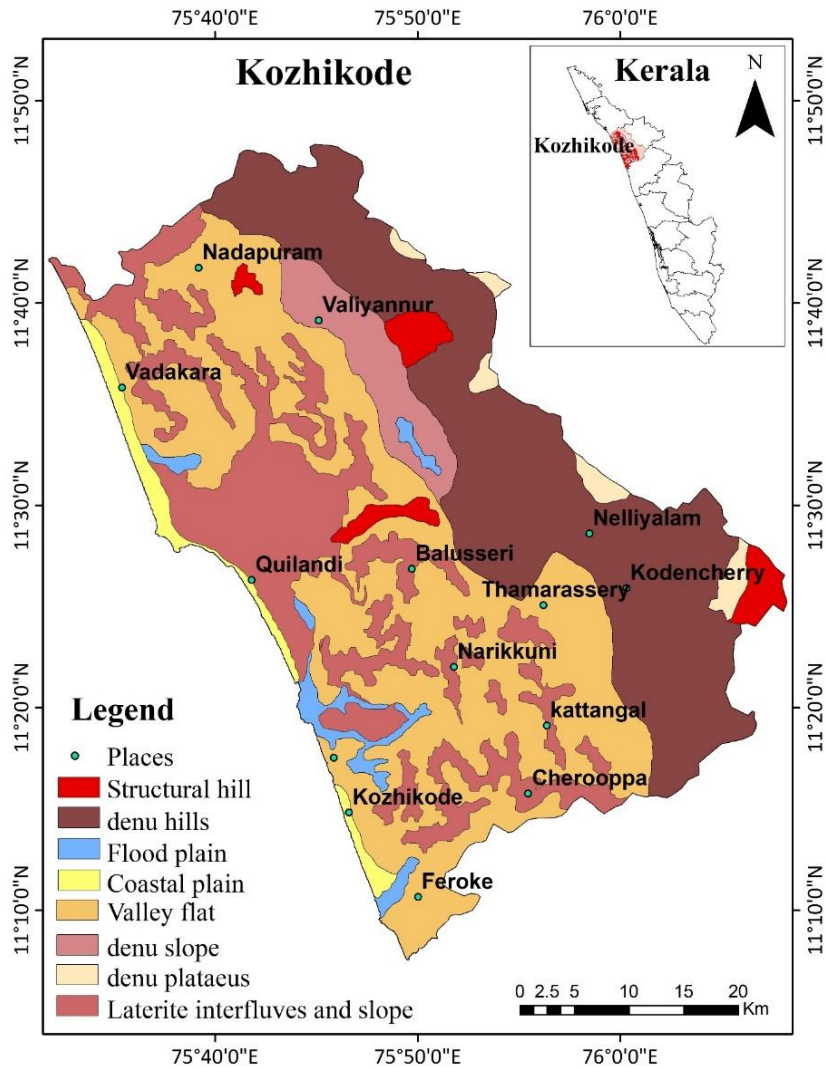 75°40'0"E 75°50'0"E 76°0'0"E
Kozhikode
Kerala
N
Kozhikode
11°50'0"N 11°50'0"N
Nadapuram
11°40'0"N 11°40'0"N
Valiyannur
Vadakara
11°30'0"N 11°30'0"N
Nelliyalam
Quilandi
Balusseri
Kodencherry
Thamarassery
Narikkuni
11°20'0"N 11°20'0"N
kattangal
Cherooppa
Kozhikode
Feroke
11°10'0"N 11°10'0"N
Legend
Places
Structural hill
denu hills
Flood plain
Coastal plain
Valley flat
denu slope
denu plataeus
Laterite interfluves and slope
0 2.5 5 10 15 20
Km
75°40'0"E 75°50'0"E 76°0'0"E